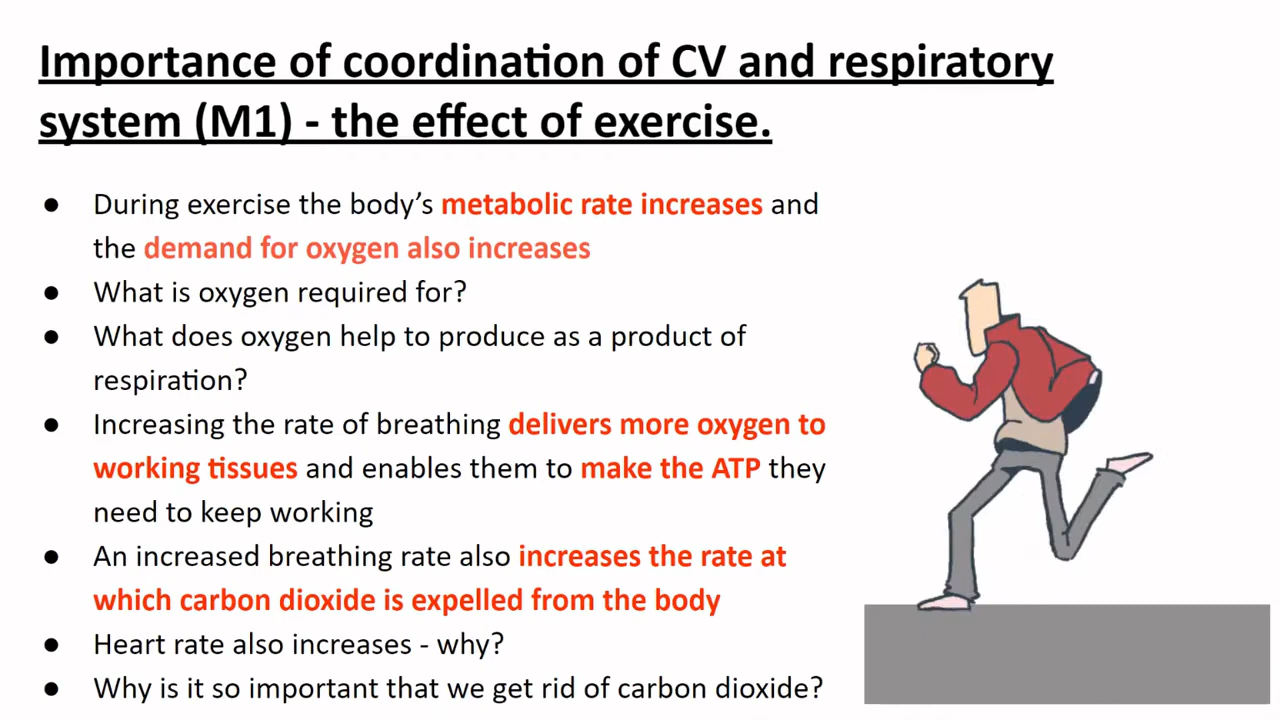 Importance of coordination of CV and respiratory
system (M1) - the effect of exercise.
● During exercise the body’s metabolic rate increases and
the demand for oxygen also increases
● What is oxygen required for?
● What does oxygen help to produce as a product of
respiration?
● Increasing the rate of breathing delivers more oxygen to
working tissues and enables them to make the ATP they
need to keep working
● An increased breathing rate also increases the rate at
which carbon dioxide is expelled from the body
● Heart rate also increases - why?
● Why is it so important that we get rid of carbon dioxide?